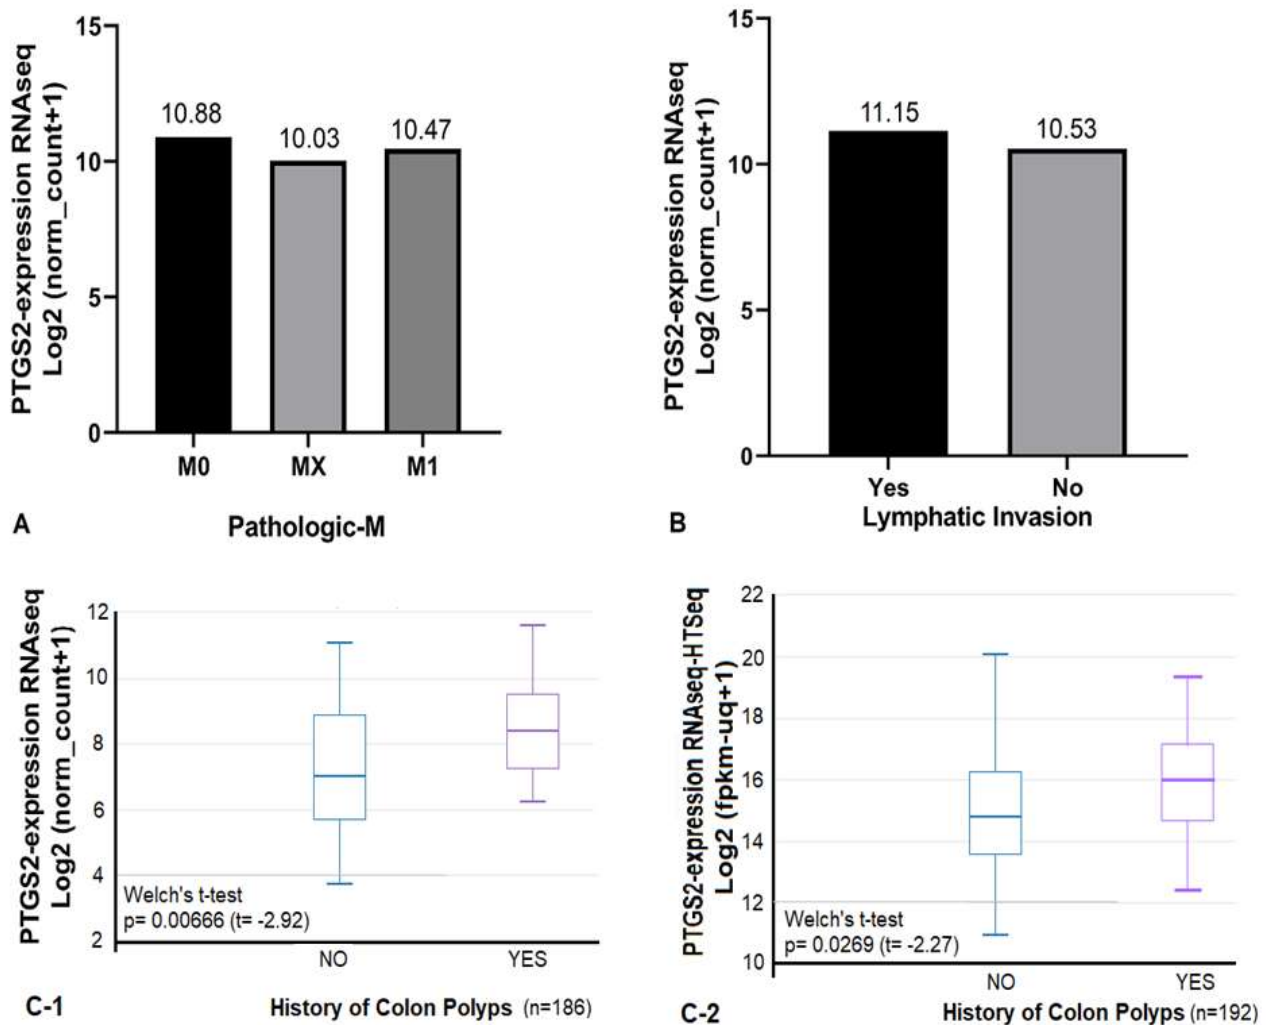 PTGS2-expression RNAseq
Log2 (norm_count+1)
15
10
5
0
10.88
10.03
10.47
M0
MX
M1
A
Pathologic-M
PTGS2-expression RNAseq
Log2 (norm_count+1)
15
10
5
0
11.15
10.53
Yes
No
B
Lymphatic Invasion
PTGS2-expression RNAseq
Log2 (norm_count+1)
12
10
8
6
4
2
Welch's t-test
p= 0.00666 (t= -2.92)
NO
YES
C-1
History of Colon Polyps (n=186)
PTGS2-expression RNAseq-HTSeq
Log2 (fpkm-uq+1)
22
20
18
16
14
12
10
Welch's t-test
p= 0.0269 (t= -2.27)
NO
YES
C-2
History of Colon Polyps (n=192)